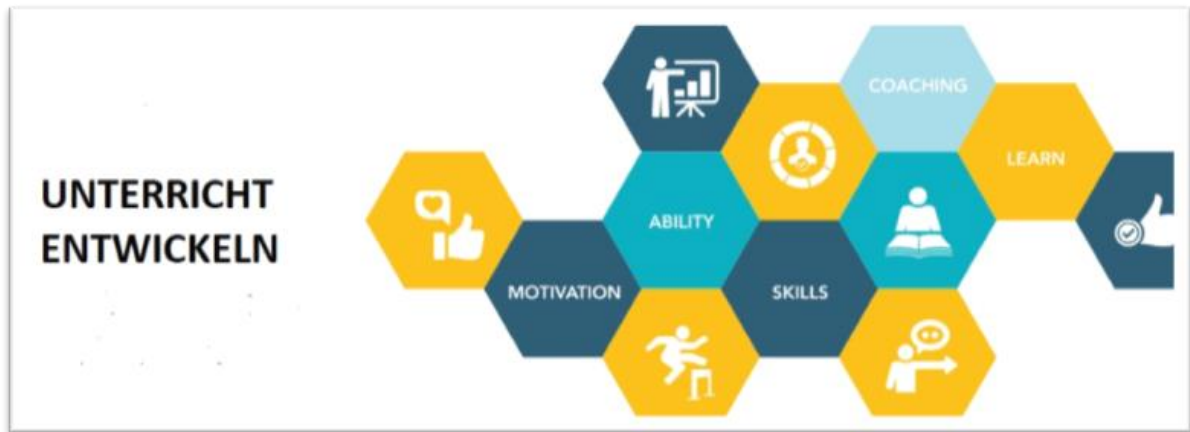 UNTERRICHT
ENTWICKELN
COACHING
LEARN
ABILITY
MOTIVATION
SKILLS